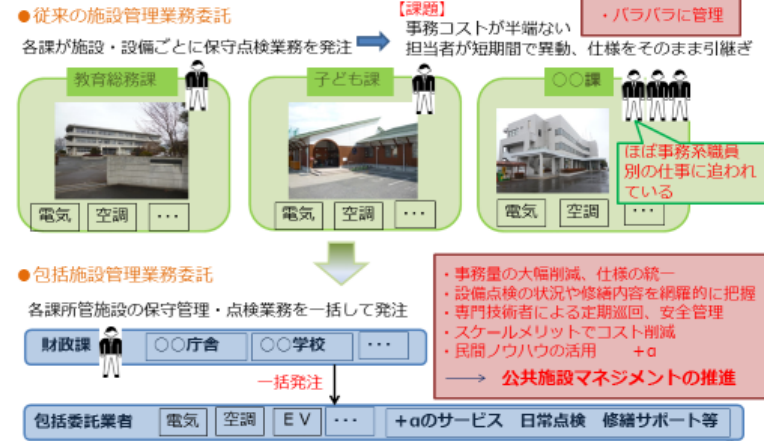 ●従来の施設管理業務委託
【課題】
・バラバラに管理
事務コストが半端ない
各課が施設・設備ごとに保守点検業務を発注
担当者が短期間で異動、仕様をそのまま引継ぎ
教育総務課
子ども課
○○課
ほぼ事務系職員
別の仕事に追われ
ている
電気 空調 ･･･
電気 空調 ･･･
電気 空調 ･･･
●包括施設管理業務委託
・事務量の大幅削減、仕様の統一
・設備点検の状況や修繕内容を網羅的に把握
・専門技術者による定期巡回、安全管理
・スケールメリットでコスト削減
・民間ノウハウの活用 +α
公共施設マネジメントの推進
各課所管施設の保守管理・点検業務を一括して発注
財政課 ○○庁舎 ○○学校 ･･･
一括発注
包括委託業者 電気 空調 ＥＶ ･･･ +αのサービス 日常点検 修繕サポート等